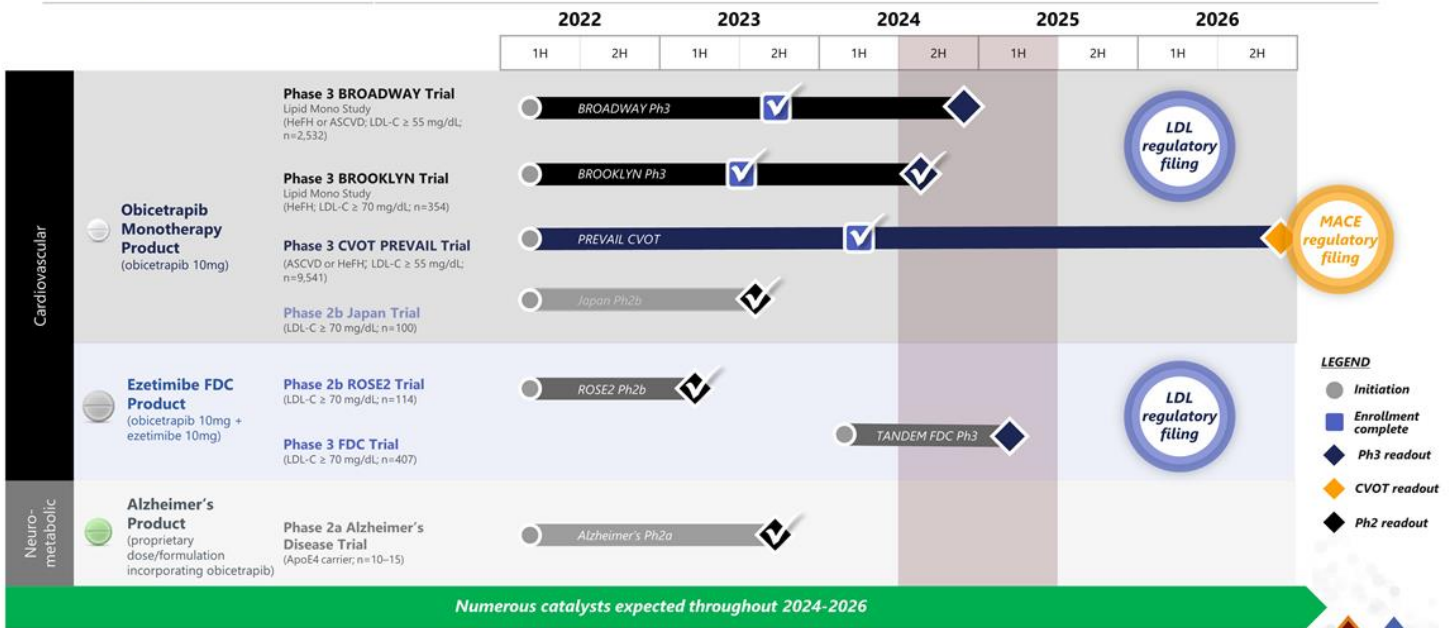 2022 2023 2024 2025 2026
1H 2H 1H 2H 1H 2H 1H 2H 1H 2H
Cardiovascular
Obicetrapib
Monotherapy
Product
(obicetrapib 10mg)
Phase 3 BROADWAY Trial
Lipid Mono Study
(HeFH or ASCVD; LDL-C ≥ 55 mg/dL;
n=2,532)
BROADWAY Ph3
Phase 3 BROOKLYN Trial
Lipid Mono Study
(HeFH; LDL-C ≥ 70 mg/dL; n=354)
BROOKLYN Ph3
Phase 3 CVOT PREVAIL Trial
(ASCVD or HeFH; LDL-C ≥ 55 mg/dL;
n=9,541)
PREVAIL CVOT
Phase 2b Japan Trial
(LDL-C ≥ 70 mg/dL; n=100)
Japan Ph2b
LDL
regulatory
filing
MACE
regulatory
filing
Ezetimibe FDC
Product
(obicetrapib 10mg +
ezetimibe 10mg)
Phase 2b ROSE2 Trial
(LDL-C ≥ 70 mg/dL; n=114)
ROSE2 Ph2b
Phase 3 FDC Trial
(LDL-C ≥ 70 mg/dL; n=407)
TANDEM FDC Ph3
LDL
regulatory
filing
Neuro-
metabolic
Alzheimer's
Product
(proprietary
dose/formulation
incorporating obicetrapib)
Phase 2a Alzheimer's
Disease Trial
(ApoE4 carrier; n=10–15)
Alzheimer's Ph2a
LEGEND
Initiation
Enrollment
complete
Ph3 readout
CVOT readout
Ph2 readout
Numerous catalysts expected throughout 2024-2026